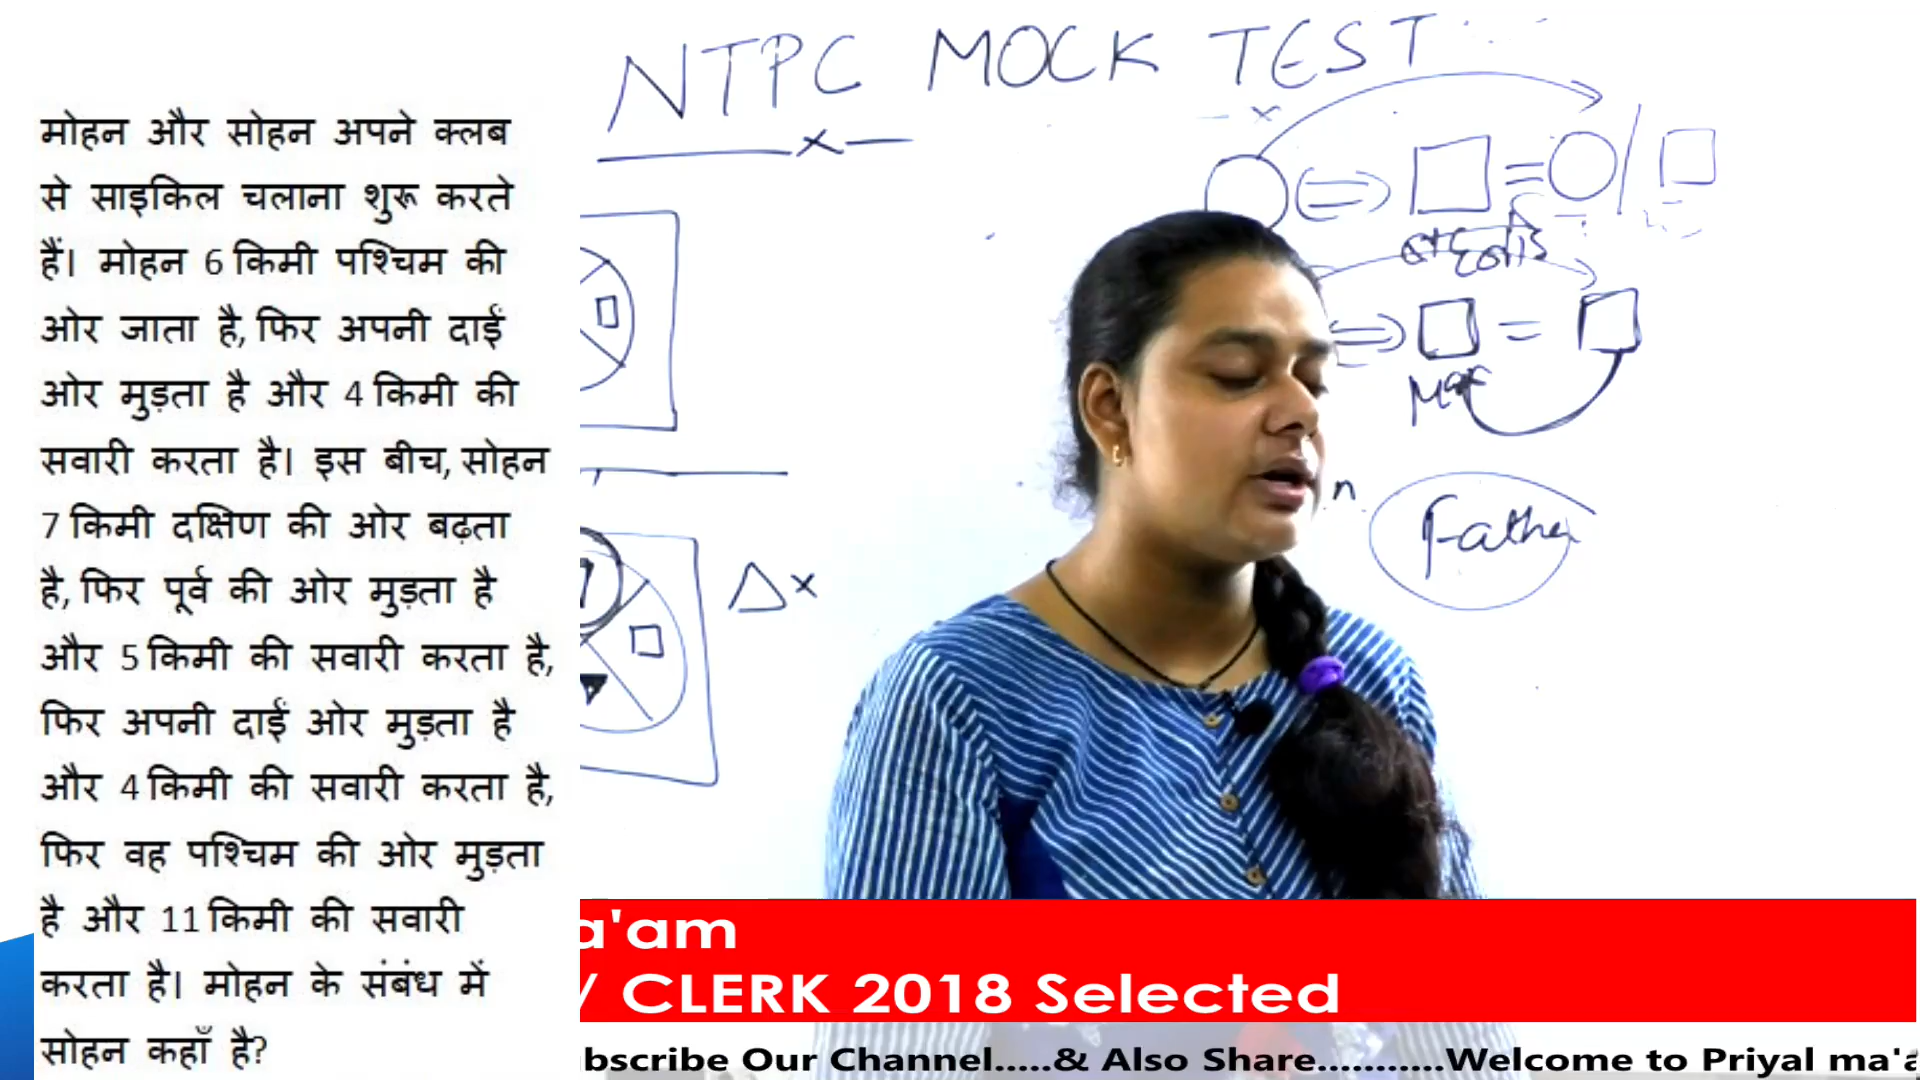 NTPC MOCK TEST
मोहन और सोहन अपने क्लब
से साइकिल चलाना शुरू करते
हैं। मोहन 6 किमी पश्चिम की
ओर जाता है, फिर अपनी दाईं
ओर मुड़ता है और 4 किमी की
सवारी करता है। इस बीच, सोहन
7 किमी दक्षिण की ओर बढ़ता
है, फिर पूर्व की ओर मुड़ता है
और 5 किमी की सवारी करता है,
फिर अपनी दाईं ओर मुड़ता है
और 4 किमी की सवारी करता है,
फिर वह पश्चिम की ओर मुड़ता
है और 11 किमी की सवारी
करता है। मोहन के संबंध में
सोहन कहाँ है?
n
a'am
/ CLERK 2018 Selected
bscribe Our Channel.....& Also Share...........Welcome to Priyal ma'a